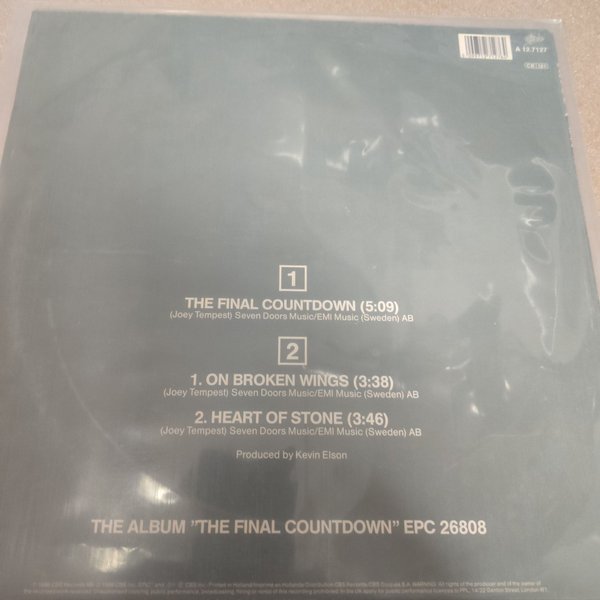 A 12.7127
1
THE FINAL COUNTDOWN (5:09)
(Joey Tempest) Seven Doors Music/EMI Music (Sweden) AB
2
1. ON BROKEN WINGS (3:38)
(Joey Tempest) Seven Doors Music/EMI Music (Sweden) AB
2. HEART OF STONE (3:46)
(Joey Tempest) Seven Doors Music/EMI Music (Sweden) AB
Produced by Kevin Elson
THE ALBUM "THE FINAL COUNTDOWN" EPC 26808